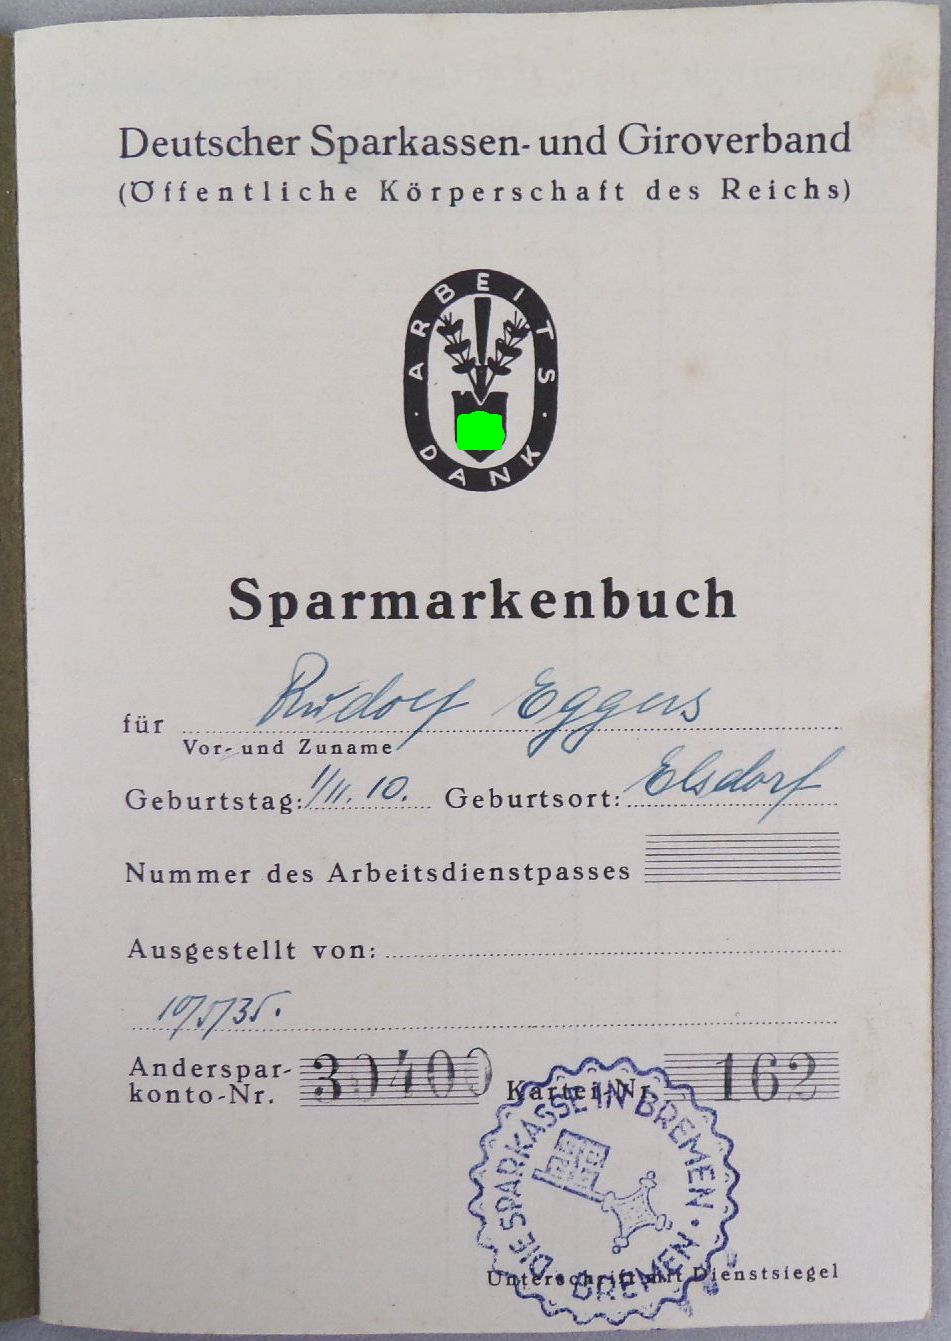 Deutscher Sparkassen- und Giroverband
(Öffentliche Körperschaft des Reichs)
ARBEITS · DANK ·
Sparmarkenbuch
für Rudolf Eggers
Vor- und Zuname
Geburtstag: 1/11. 10. Geburtsort: Elsdorf
Nummer des Arbeitsdienstpasses
Ausgestellt von:
10/5/35.
Anderspar-
konto-Nr. 30400 Kartei-Nr. 162
DIE SPARKASSE IN BREMEN · BREMEN
Unterschrift mit Dienstsiegel